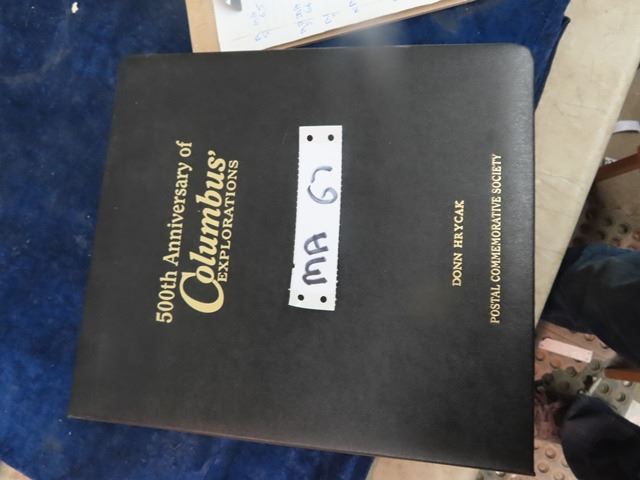 500th Anniversary of
Columbus'
EXPLORATIONS
MA 67
DONN HRYCAK
POSTAL COMMEMORATIVE SOCIETY